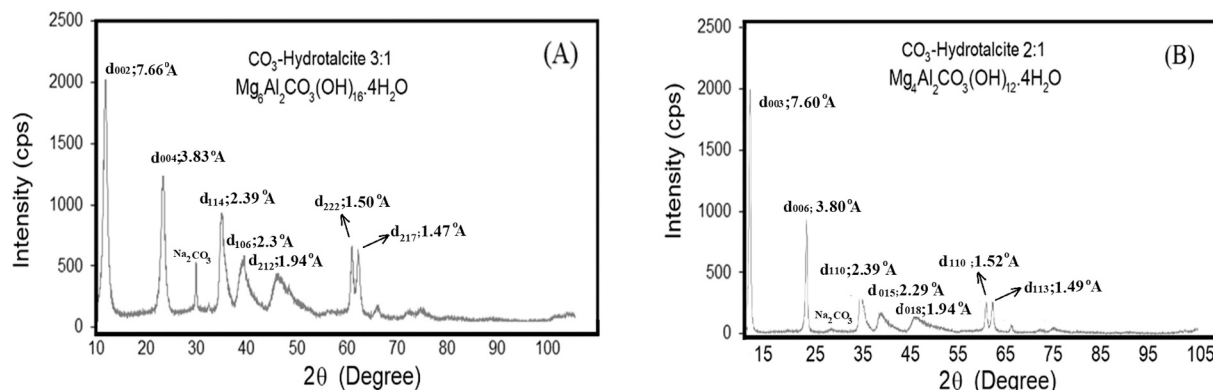 2500
2000
1500
1000
500
0
Intensity (cps)
10 20 30 40 50 60 70 80 90 100
2θ (Degree)
CO₃-Hydrotalcite 3:1
Mg₆Al₂CO₃(OH)₁₆.4H₂O
(A)
d₀₀₂;7.66°A
d₀₀₄;3.83°A
d₁₁₄;2.39°A
d₁₀₆;2.3°A
d₂₁₂;1.94°A
Na₂CO₃
d₂₂₂;1.50°A
d₂₁₇;1.47°A
2500
2000
1500
1000
500
0
Intensity (cps)
15 25 35 45 55 65 75 85 95 105
2θ (Degree)
CO₃-Hydrotalcite 2:1
Mg₄Al₂CO₃(OH)₁₂.4H₂O
(B)
d₀₀₃;7.60°A
d₀₀₆; 3.80°A
d₁₁₀;2.39°A
d₀₁₅;2.29°A
d₀₁₈;1.94°A
Na₂CO₃
d₁₁₀ ;1.52°A
d₁₁₃;1.49°A